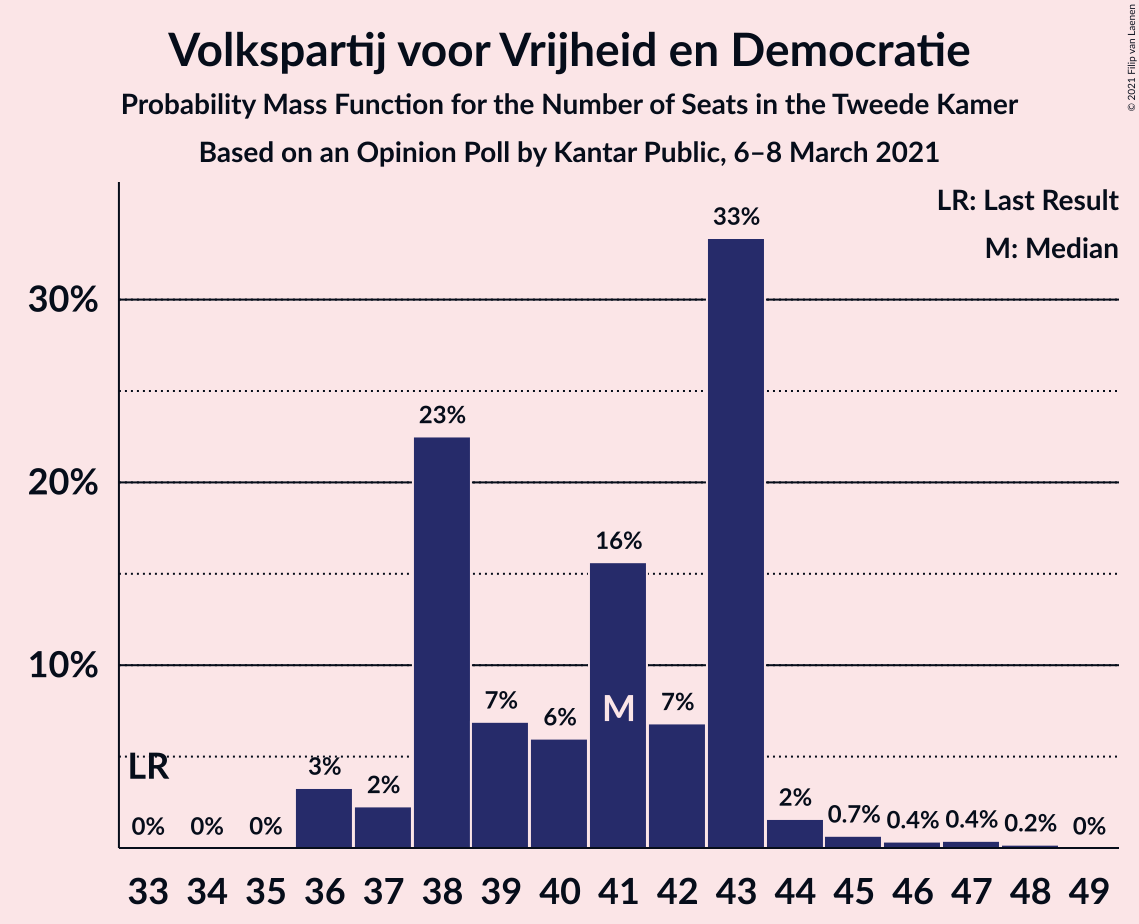 Volkspartij voor Vrijheid en Democratie
Probability Mass Function for the Number of Seats in the Tweede Kamer
Based on an Opinion Poll by Kantar Public, 6–8 March 2021
© 2021 Filip van Laenen
LR: Last Result
M: Median
30%
20%
10%
LR
0%
0%
0%
3%
2%
23%
7%
6%
16%
M
7%
33%
2%
0.7%
0.4%
0.4%
0.2%
0%
33 34 35 36 37 38 39 40 41 42 43 44 45 46 47 48 49